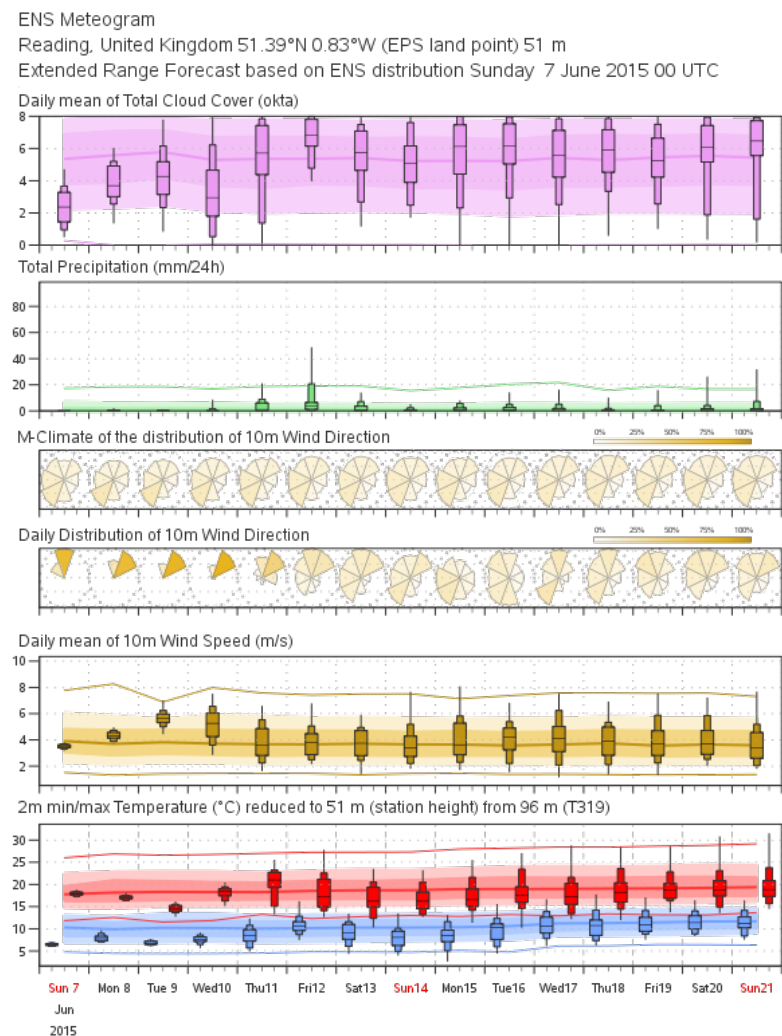 ENS Meteogram
Reading, United Kingdom 51.39°N 0.83°W (EPS land point) 51 m
Extended Range Forecast based on ENS distribution Sunday 7 June 2015 00 UTC
Daily mean of Total Cloud Cover (okta)
8
6
4
2
0
Total Precipitation (mm/24h)
80
60
40
20
0
M-Climate of the distribution of 10m Wind Direction
0% 25% 50% 75% 100%
Daily Distribution of 10m Wind Direction
0% 25% 50% 75% 100%
Daily mean of 10m Wind Speed (m/s)
10
8
6
4
2
2m min/max Temperature (°C) reduced to 51 m (station height) from 96 m (T319)
30
25
20
15
10
5
Sun 7 Mon 8 Tue 9 Wed10 Thu11 Fri12 Sat13 Sun14 Mon15 Tue16 Wed17 Thu18 Fri19 Sat20 Sun21
Jun
2015